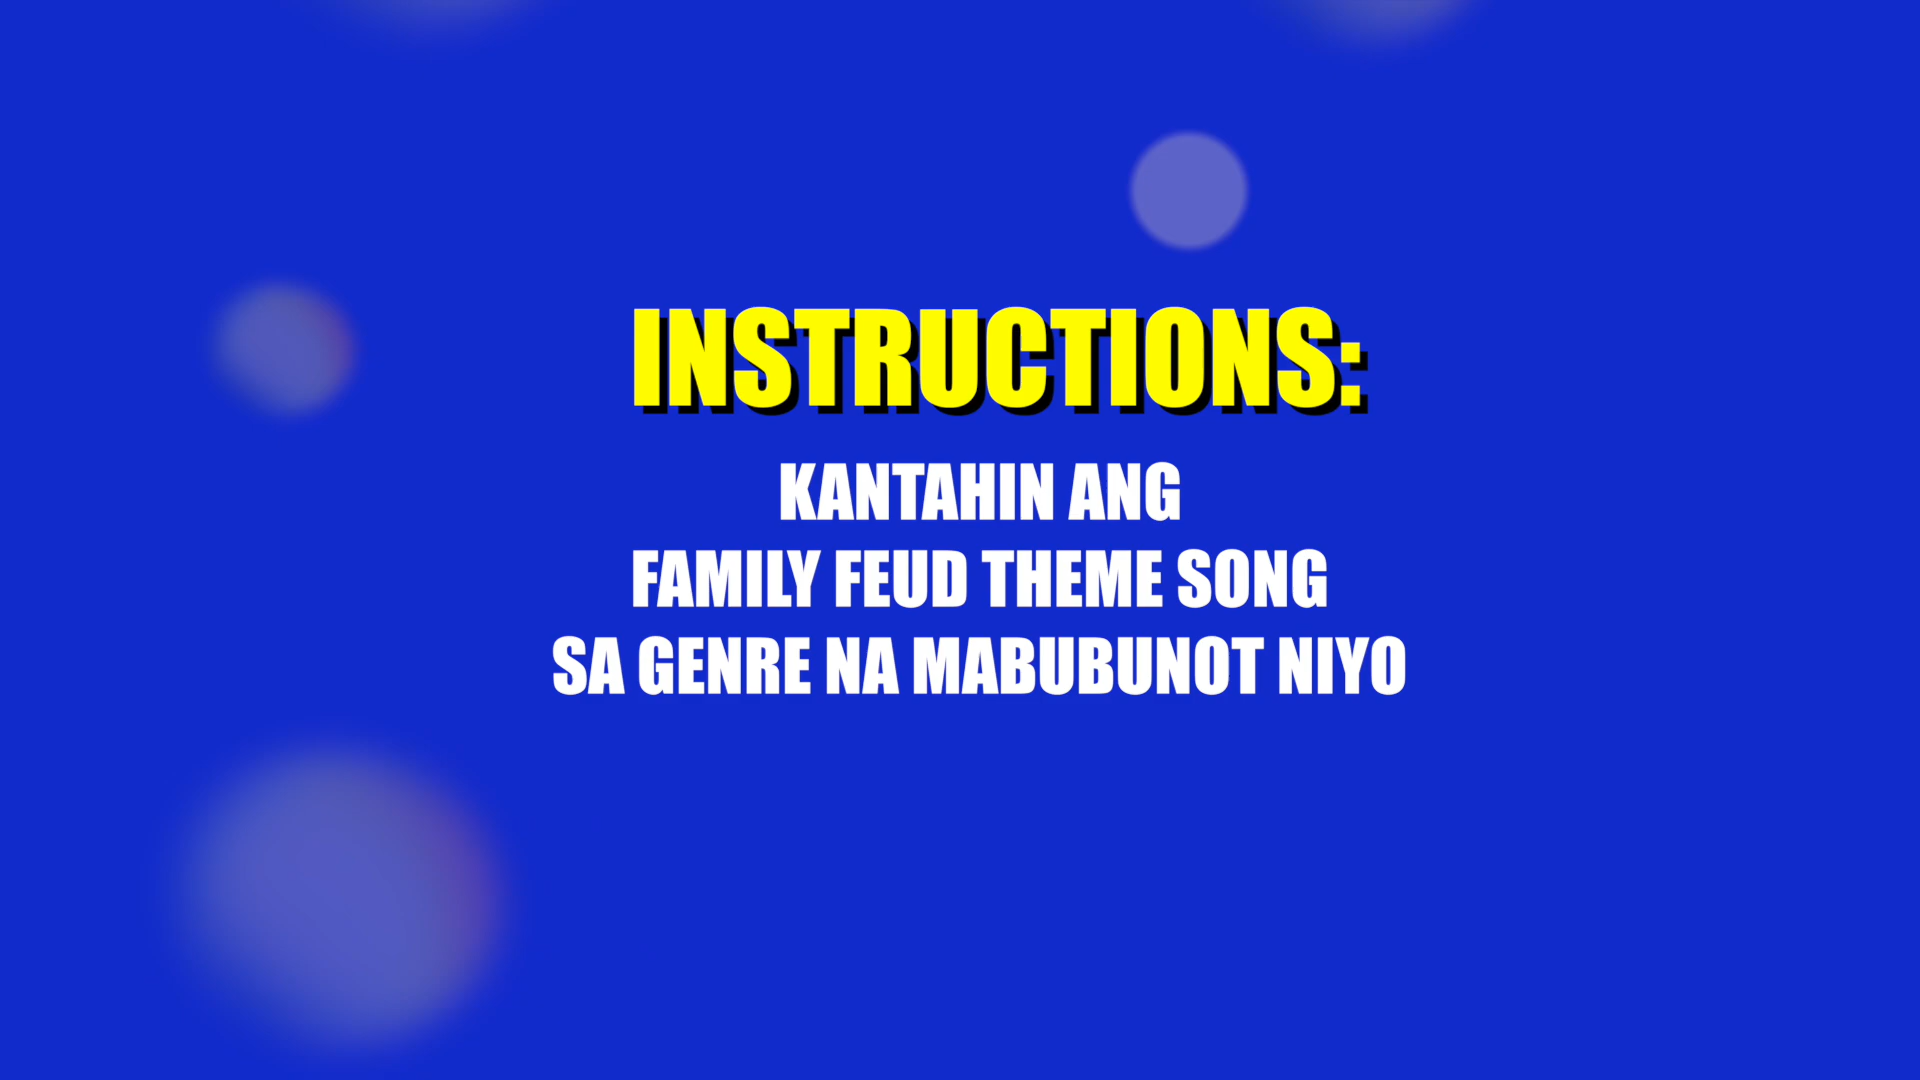 INSTRUCTIONS:
KANTAHIN ANG
FAMILY FEUD THEME SONG
SA GENRE NA MABUBUNOT NIYO